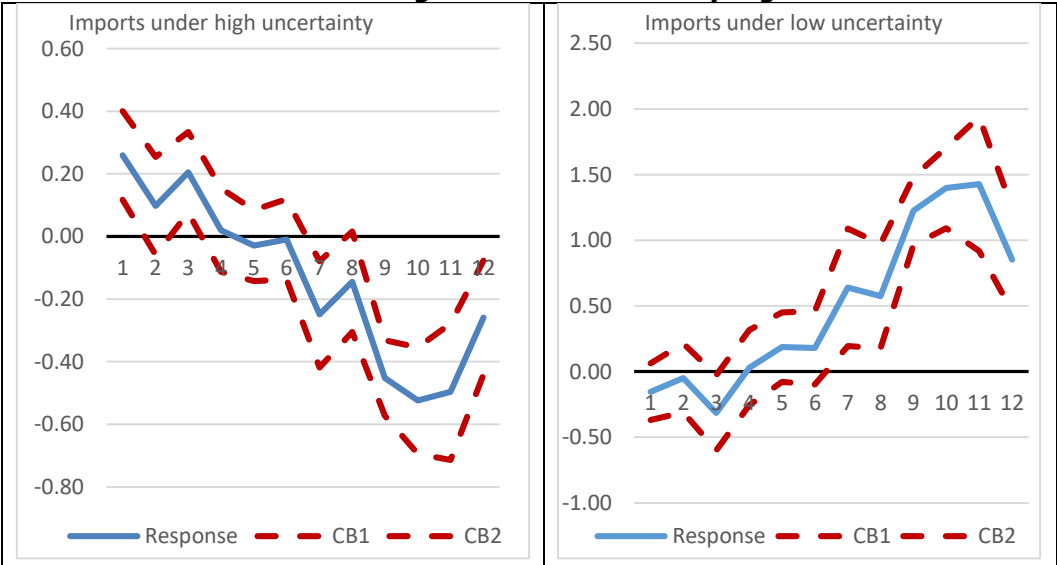 Imports under high uncertainty
0.60
0.40
0.20
0.00
-0.20
-0.40
-0.60
-0.80
1 2 3 4 5 6 7 8 9 10 11 12
Response CB1 CB2
Imports under low uncertainty
2.50
2.00
1.50
1.00
0.50
0.00
-0.50
-1.00
1 2 3 4 5 6 7 8 9 10 11 12
Response CB1 CB2